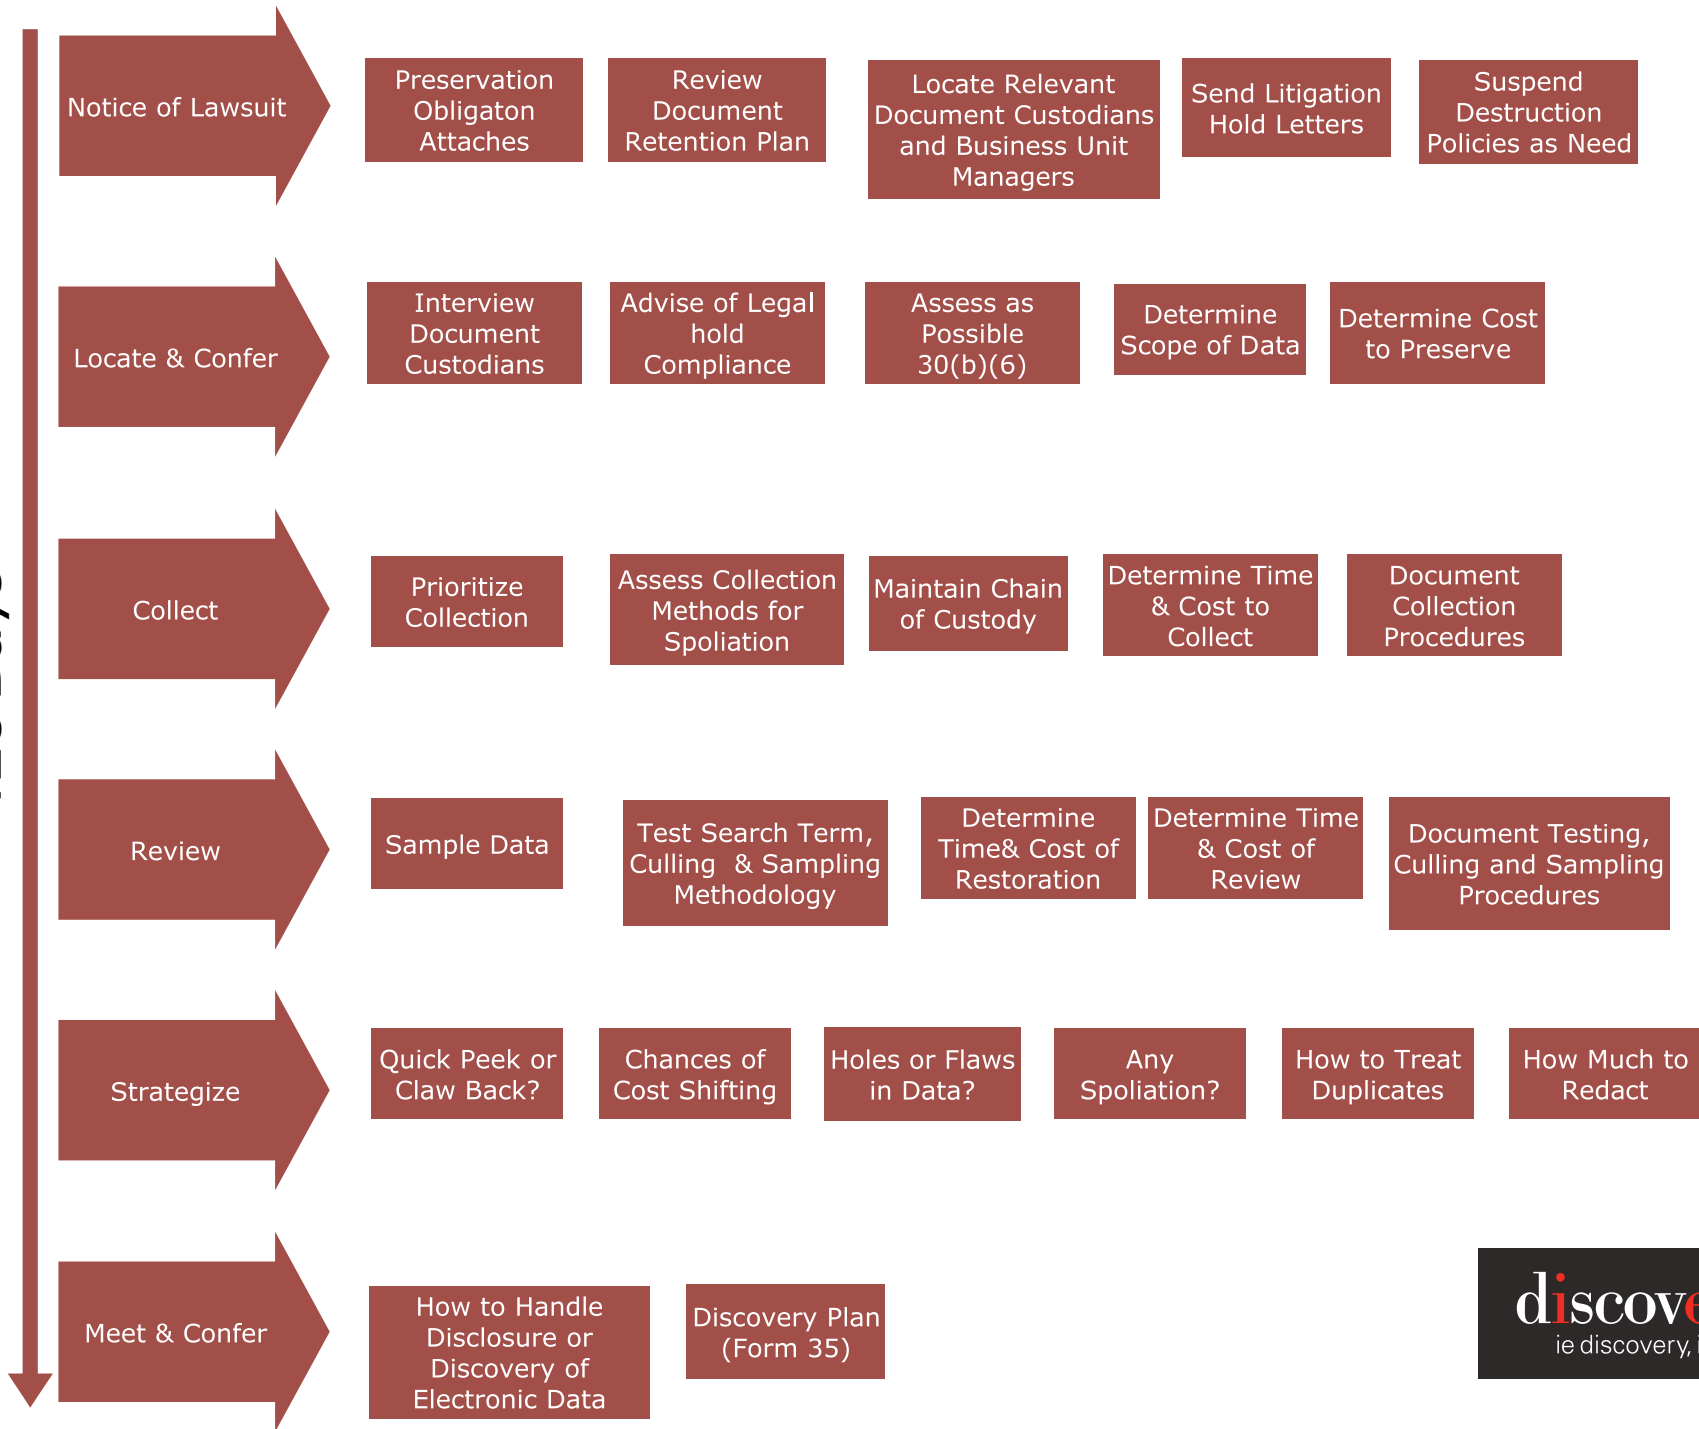 Notice of Lawsuit
Preservation
Obligaton
Attaches
Review
Document
Retention Plan
Locate Relevant
Document Custodians
and Business Unit
Managers
Send Litigation
Hold Letters
Suspend
Destruction
Policies as Need
Locate & Confer
Interview
Document
Custodians
Advise of Legal
hold
Compliance
Assess as
Possible
30(b)(6)
Determine
Scope of Data
Determine Cost
to Preserve
Collect
Prioritize
Collection
Assess Collection
Methods for
Spoliation
Maintain Chain
of Custody
Determine Time
& Cost to
Collect
Document
Collection
Procedures
Review
Sample Data
Test Search Term,
Culling & Sampling
Methodology
Determine
Time& Cost of
Restoration
Determine Time
& Cost of
Review
Document Testing,
Culling and Sampling
Procedures
Strategize
Quick Peek or
Claw Back?
Chances of
Cost Shifting
Holes or Flaws
in Data?
Any
Spoliation?
How to Treat
Duplicates
How Much to
Redact
Meet & Confer
How to Handle
Disclosure or
Discovery of
Electronic Data
Discovery Plan
(Form 35)
discove
ie discovery, i